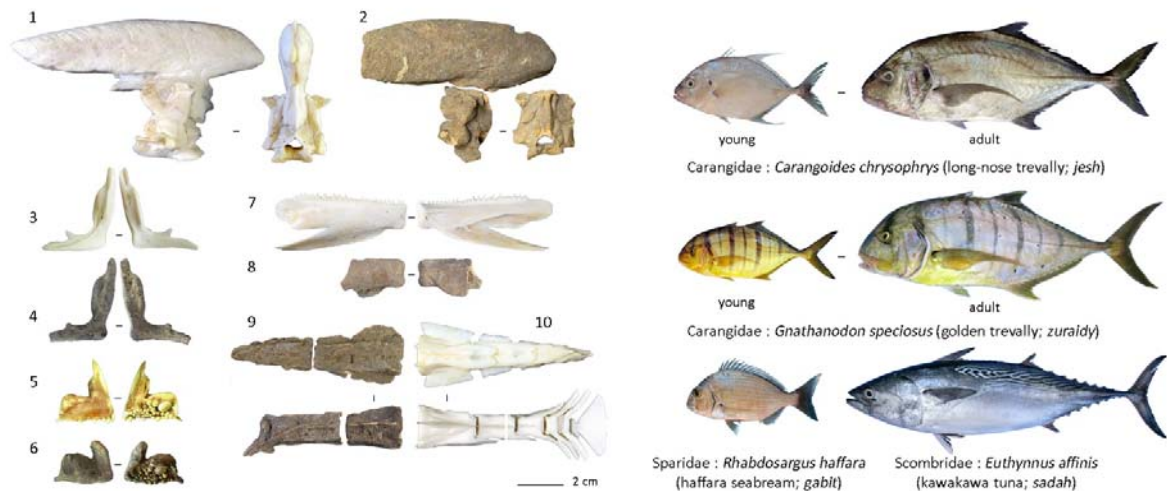 1
2
3
7
8
4
9
10
5
6
2 cm
young
adult
Carangidae : Carangoides chrysophrys (long-nose trevally; jesh)
young
adult
Carangidae : Gnathanodon speciosus (golden trevally; zuraidy)
Sparidae : Rhabdosargus haffara
(haffara seabream; gabit)
Scombridae : Euthynnus affinis
(kawakawa tuna; sadah)